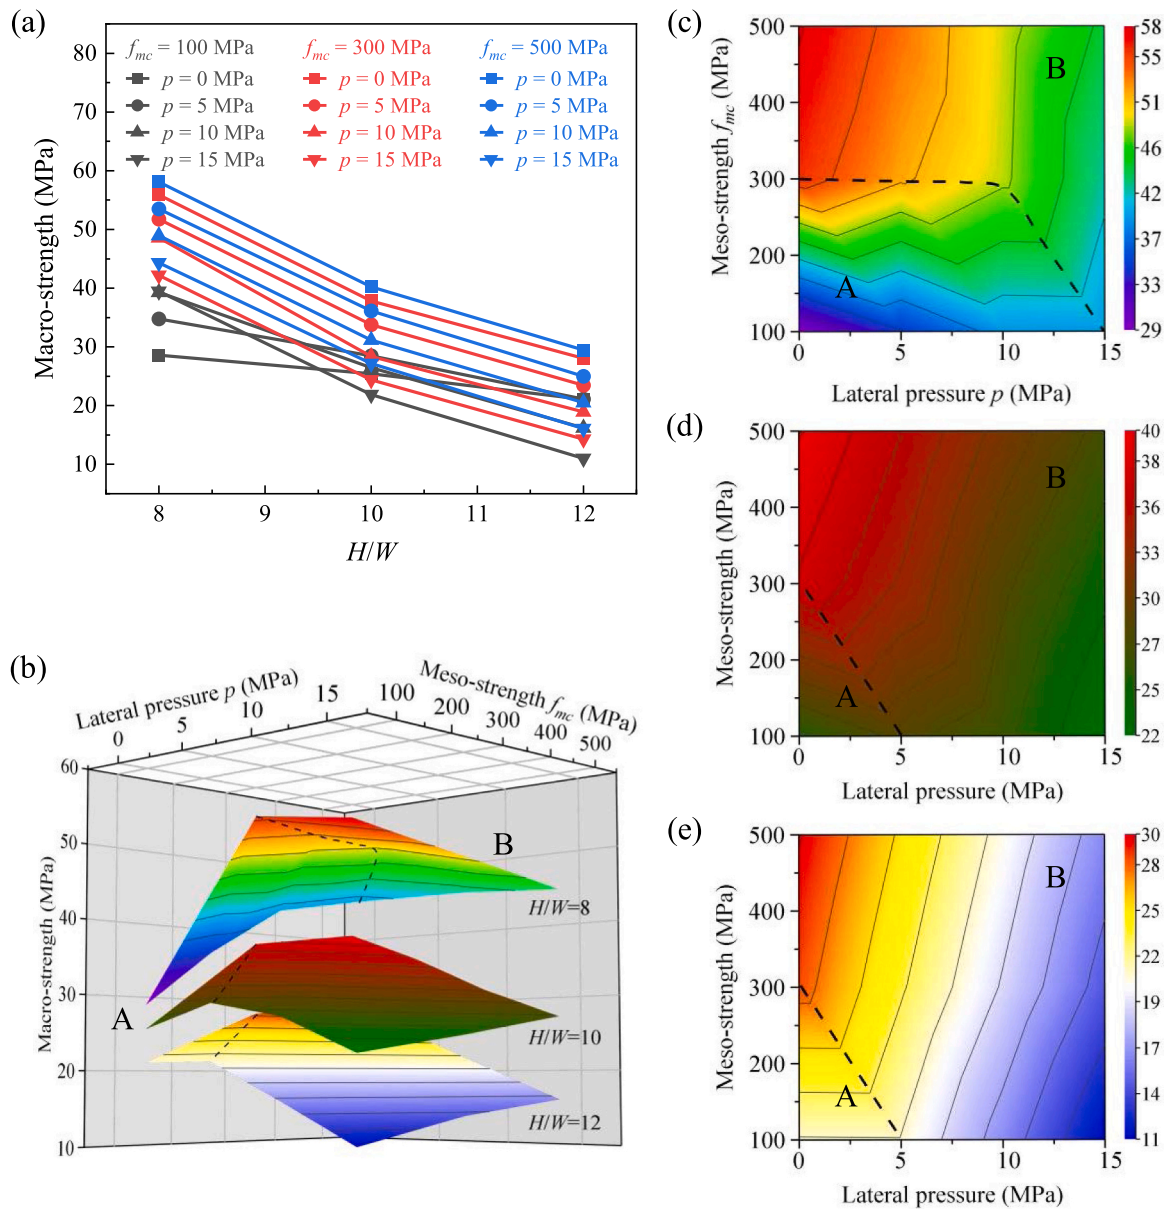 (a)
Macro-strength (MPa)
80
70
60
50
40
30
20
10
f_mc = 100 MPa f_mc = 300 MPa f_mc = 500 MPa
p = 0 MPa p = 0 MPa p = 0 MPa
p = 5 MPa p = 5 MPa p = 5 MPa
p = 10 MPa p = 10 MPa p = 10 MPa
p = 15 MPa p = 15 MPa p = 15 MPa
8 9 10 11 12
H/W
(b)
Lateral pressure p (MPa)
0 5 10 15
Meso-strength f_mc (MPa)
100 200 300 400 500
Macro-strength (MPa)
60
50
40
30
20
10
A
B
H/W=8
H/W=10
H/W=12
(c)
Meso-strength f_mc (MPa)
500
400
300
200
100
A
B
0 5 10 15
Lateral pressure p (MPa)
58
55
51
48
44
40
37
33
29
(d)
Meso-strength (MPa)
500
400
300
200
100
A
B
0 5 10 15
Lateral pressure (MPa)
40
38
36
33
30
27
25
22
(e)
Meso-strength (MPa)
500
400
300
200
100
A
B
0 5 10 15
Lateral pressure (MPa)
30
28
25
22
20
17
14
11